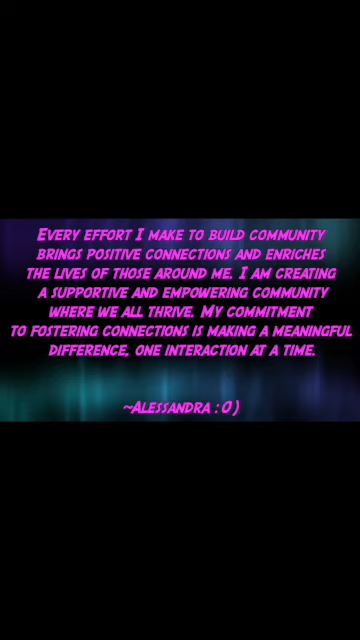 Every effort I make to build community
brings positive connections and enriches
the lives of those around me. I am creating
a supportive and empowering community
where we all thrive. My commitment
to fostering connections is making a meaningful
difference, one interaction at a time.
~Alessandra :0)